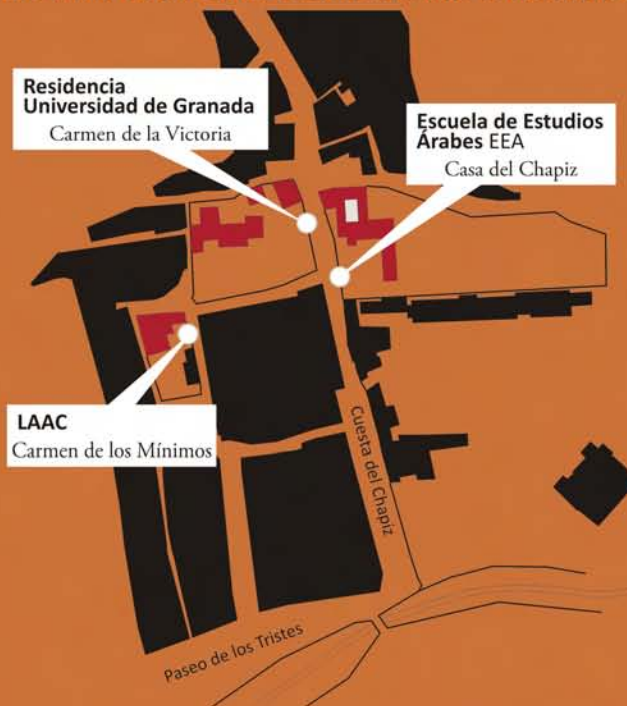 Residencia
Universidad de Granada
Carmen de la Victoria
Escuela de Estudios
Árabes EEA
Casa del Chapiz
LAAC
Carmen de los Mínimos
Cuesta del Chapiz
Paseo de los Tristes